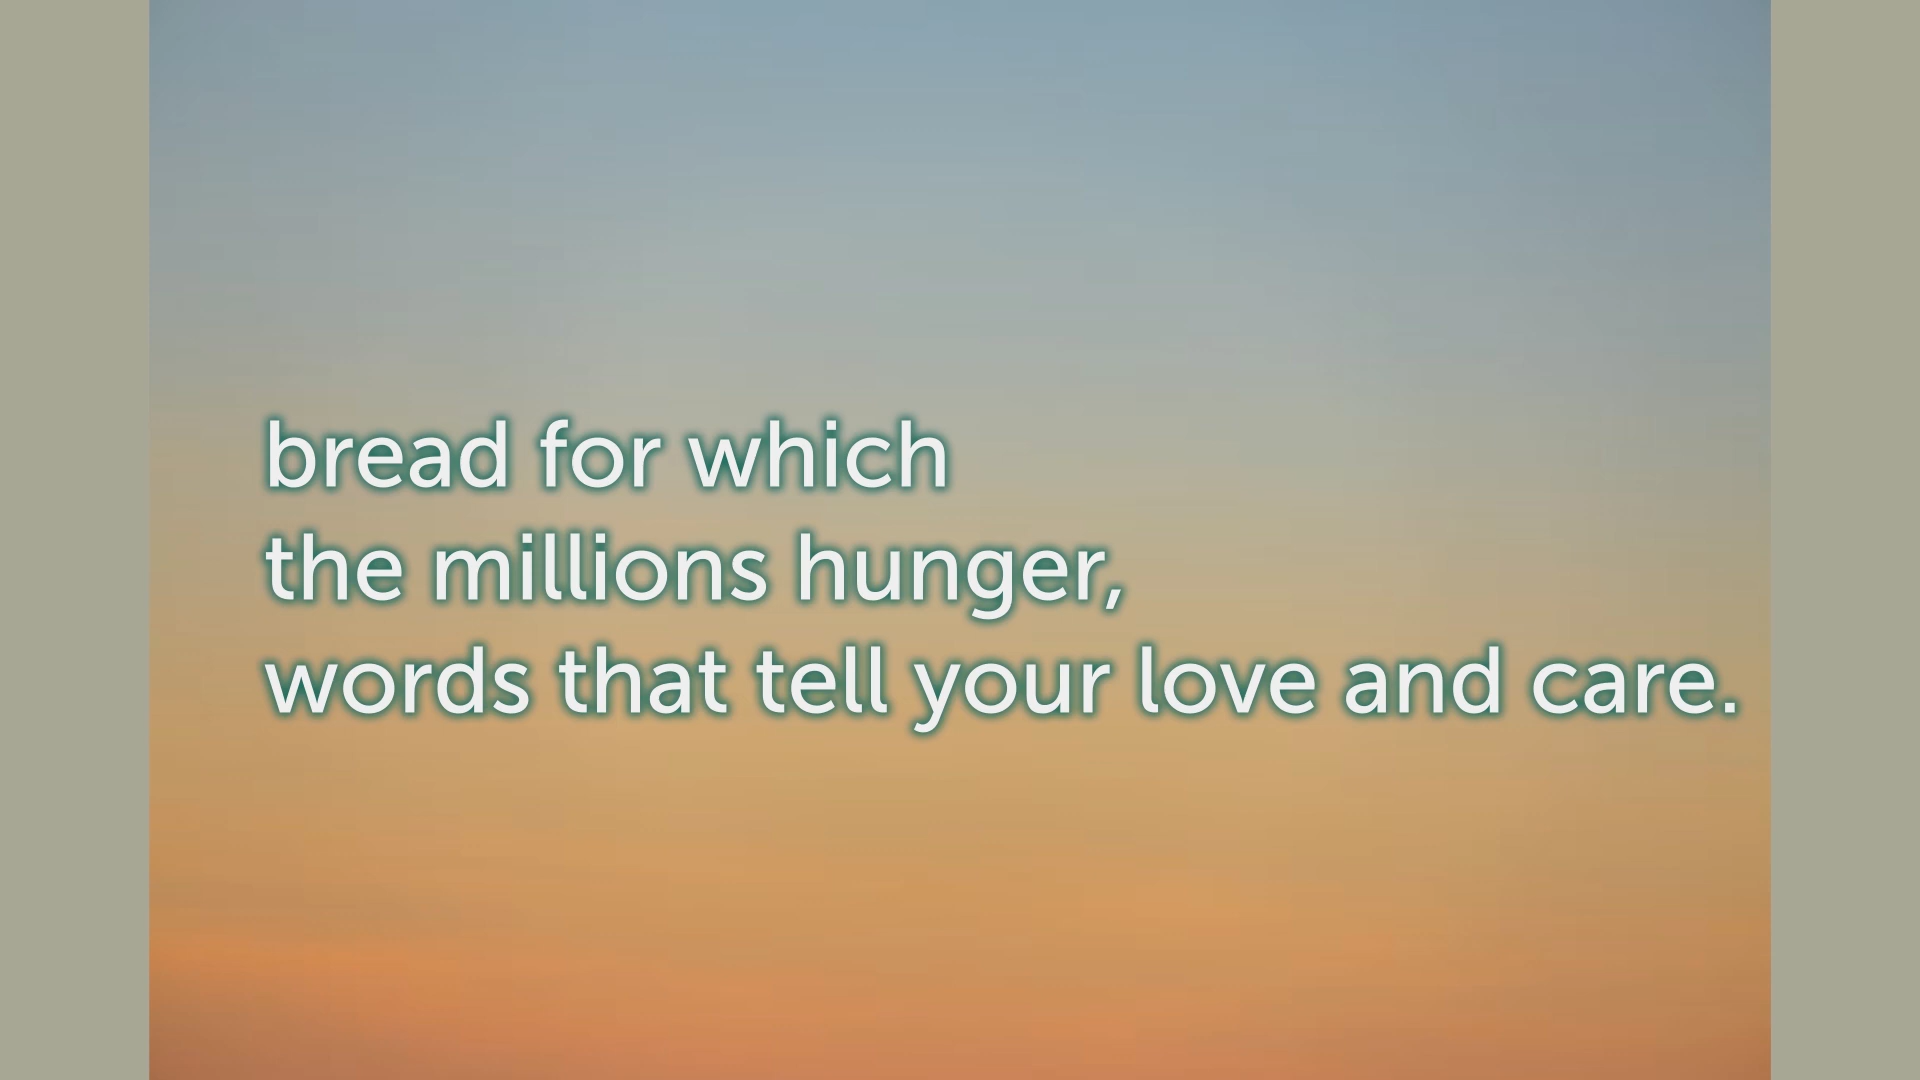 bread for which
the millions hunger,
words that tell your love and care.